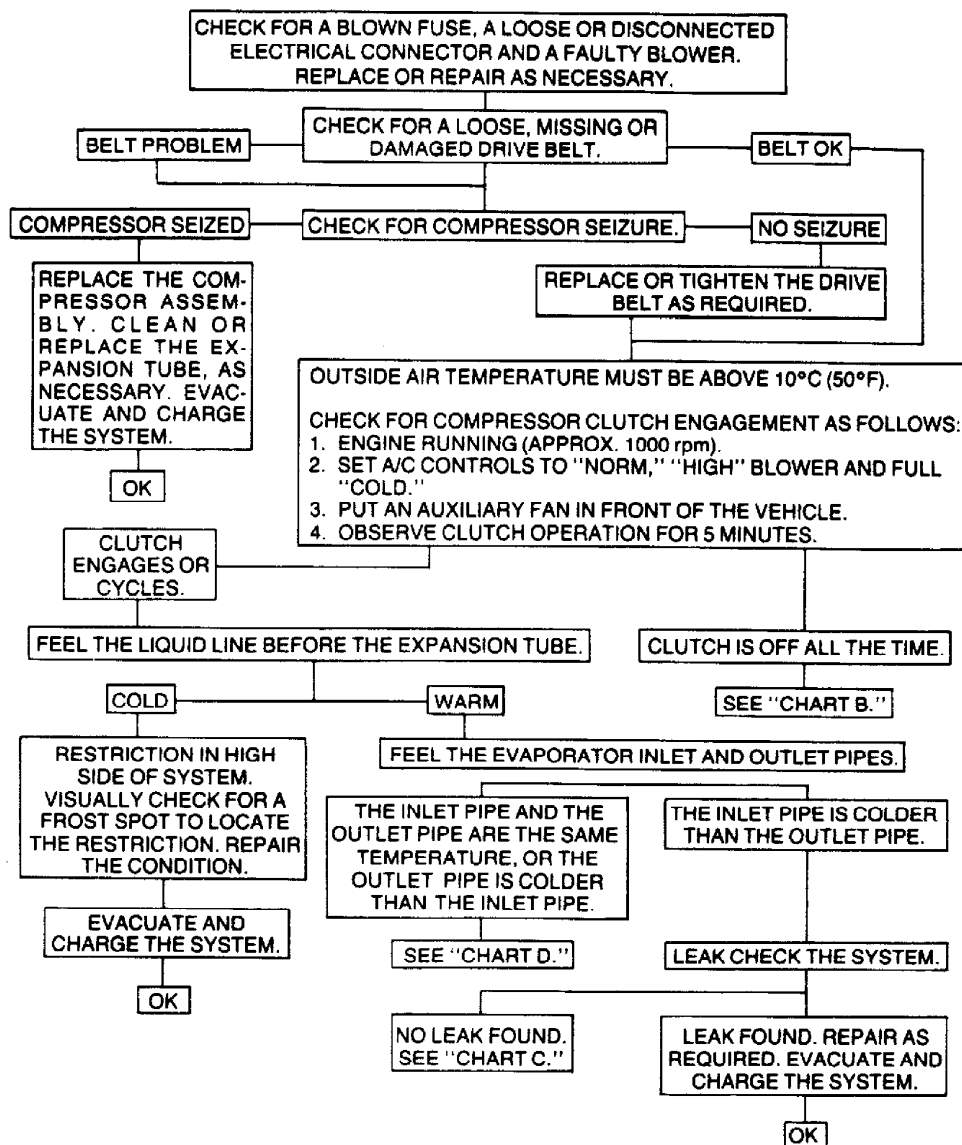 CHECK FOR A BLOWN FUSE, A LOOSE OR DISCONNECTED
ELECTRICAL CONNECTOR AND A FAULTY BLOWER.
REPLACE OR REPAIR AS NECESSARY.
BELT PROBLEM
CHECK FOR A LOOSE, MISSING OR
DAMAGED DRIVE BELT.
BELT OK
COMPRESSOR SEIZED
CHECK FOR COMPRESSOR SEIZURE.
NO SEIZURE
REPLACE THE COM-
PRESSOR ASSEM-
BLY. CLEAN OR
REPLACE THE EX-
PANSION TUBE, AS
NECESSARY. EVAC-
UATE AND CHARGE
THE SYSTEM.
OK
REPLACE OR TIGHTEN THE DRIVE
BELT AS REQUIRED.
OUTSIDE AIR TEMPERATURE MUST BE ABOVE 10°C (50°F).
CHECK FOR COMPRESSOR CLUTCH ENGAGEMENT AS FOLLOWS:
1. ENGINE RUNNING (APPROX. 1000 rpm).
2. SET A/C CONTROLS TO "NORM," "HIGH" BLOWER AND FULL
"COLD."
3. PUT AN AUXILIARY FAN IN FRONT OF THE VEHICLE.
4. OBSERVE CLUTCH OPERATION FOR 5 MINUTES.
CLUTCH
ENGAGES OR
CYCLES.
FEEL THE LIQUID LINE BEFORE THE EXPANSION TUBE.
CLUTCH IS OFF ALL THE TIME.
SEE "CHART B."
COLD
WARM
RESTRICTION IN HIGH
SIDE OF SYSTEM.
VISUALLY CHECK FOR A
FROST SPOT TO LOCATE
THE RESTRICTION. REPAIR
THE CONDITION.
EVACUATE AND
CHARGE THE SYSTEM.
OK
FEEL THE EVAPORATOR INLET AND OUTLET PIPES.
THE INLET PIPE AND THE
OUTLET PIPE ARE THE SAME
TEMPERATURE, OR THE
OUTLET PIPE IS COLDER
THAN THE INLET PIPE.
SEE "CHART D."
THE INLET PIPE IS COLDER
THAN THE OUTLET PIPE.
LEAK CHECK THE SYSTEM.
NO LEAK FOUND.
SEE "CHART C."
LEAK FOUND. REPAIR AS
REQUIRED. EVACUATE AND
CHARGE THE SYSTEM.
OK